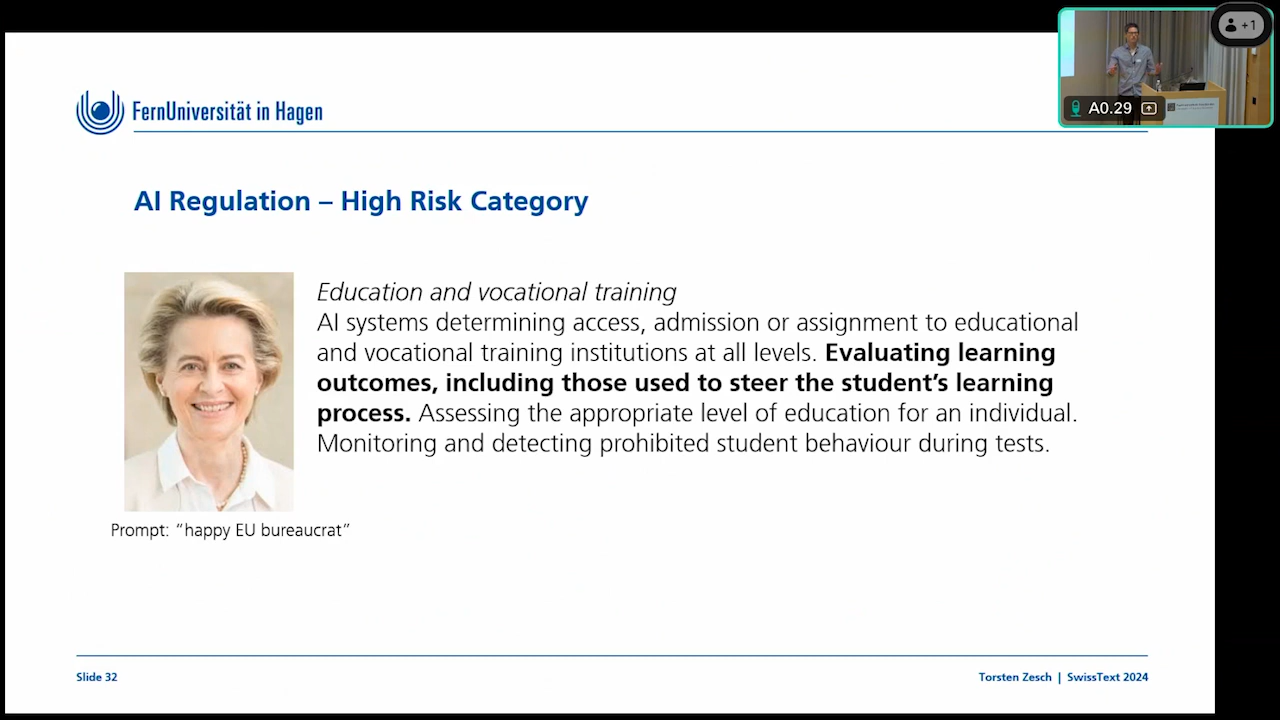 FernUniversität in Hagen
+1
A0.29
AI Regulation – High Risk Category
Education and vocational training
AI systems determining access, admission or assignment to educational
and vocational training institutions at all levels. Evaluating learning
outcomes, including those used to steer the student’s learning
process. Assessing the appropriate level of education for an individual.
Monitoring and detecting prohibited student behaviour during tests.
Prompt: “happy EU bureaucrat”
Slide 32
Torsten Zesch | SwissText 2024